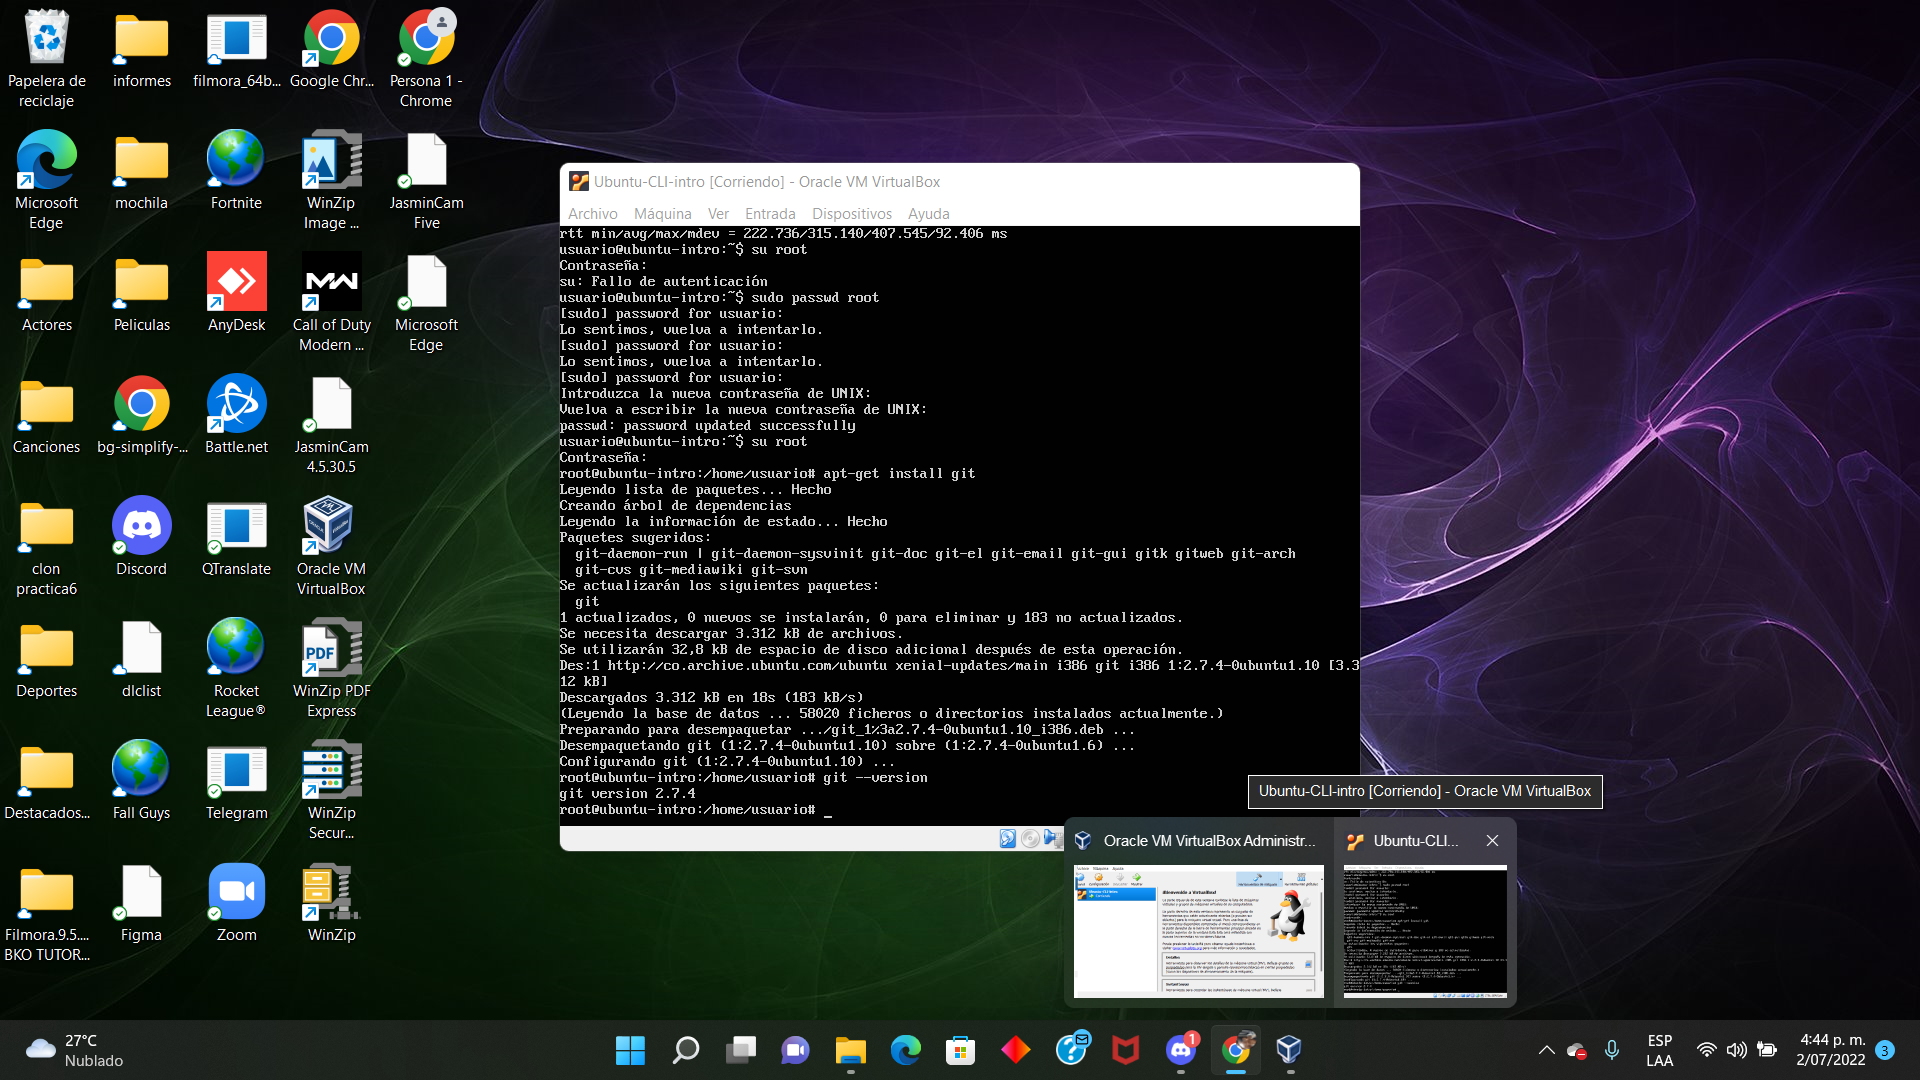 Papelera de reciclaje
informes
filmora_64b...
Google Chr...
Persona 1 - Chrome
Microsoft Edge
mochila
Fortnite
WinZip Image ...
JasminCam Five
Actores
Peliculas
AnyDesk
Call of Duty Modern ...
Microsoft Edge
Canciones
bg-simplify-...
Battle.net
JasminCam 4.5.30.5
clon practica6
Discord
QTranslate
Oracle VM VirtualBox
Deportes
dlclist
Rocket League®
WinZip PDF Express
Destacados...
Fall Guys
Telegram
WinZip Secur...
Filmora.9.5.... BKO TUTOR...
Figma
Zoom
WinZip
Ubuntu-CLI-intro [Corriendo] - Oracle VM VirtualBox
Archivo Máquina Ver Entrada Dispositivos Ayuda
rtt min/avg/max/mdev = 222.736/315.140/407.545/92.406 ms
usuario@ubuntu-intro:~$ su root
Contraseña:
su: Fallo de autenticación
usuario@ubuntu-intro:~$ sudo passwd root
[sudo] password for usuario:
Lo sentimos, vuelva a intentarlo.
[sudo] password for usuario:
Lo sentimos, vuelva a intentarlo.
[sudo] password for usuario:
Introduzca la nueva contraseña de UNIX:
Vuelva a escribir la nueva contraseña de UNIX:
passwd: password updated successfully
usuario@ubuntu-intro:~$ su root
Contraseña:
root@ubuntu-intro:/home/usuario# apt-get install git
Leyendo lista de paquetes... Hecho
Creando árbol de dependencias
Leyendo la información de estado... Hecho
Paquetes sugeridos:
git-daemon-run | git-daemon-sysvinit git-doc git-el git-email git-gui gitk gitweb git-arch
git-cvs git-mediawiki git-svn
Se actualizarán los siguientes paquetes:
git
1 actualizados, 0 nuevos se instalarán, 0 para eliminar y 183 no actualizados.
Se necesita descargar 3.312 kB de archivos.
Se utilizarán 32,8 kB de espacio de disco adicional después de esta operación.
Des:1 http://co.archive.ubuntu.com/ubuntu xenial-updates/main i386 git i386 1:2.7.4-0ubuntu1.10 [3.3
12 kB]
Descargados 3.312 kB en 18s (183 kB/s)
(Leyendo la base de datos ... 58020 ficheros o directorios instalados actualmente.)
Preparando para desempaquetar .../git_1%3a2.7.4-0ubuntu1.10_i386.deb ...
Desempaquetando git (1:2.7.4-0ubuntu1.10) sobre (1:2.7.4-0ubuntu1.6) ...
Configurando git (1:2.7.4-0ubuntu1.10) ...
root@ubuntu-intro:/home/usuario# git --version
git version 2.7.4
root@ubuntu-intro:/home/usuario# _
Ubuntu-CLI-intro [Corriendo] - Oracle VM VirtualBox
Oracle VM VirtualBox Administr...
Ubuntu-CLI...
¡Bienvenido a VirtualBox!
27°C
Nublado
1
ESP
LAA
4:44 p. m.
2/07/2022
3